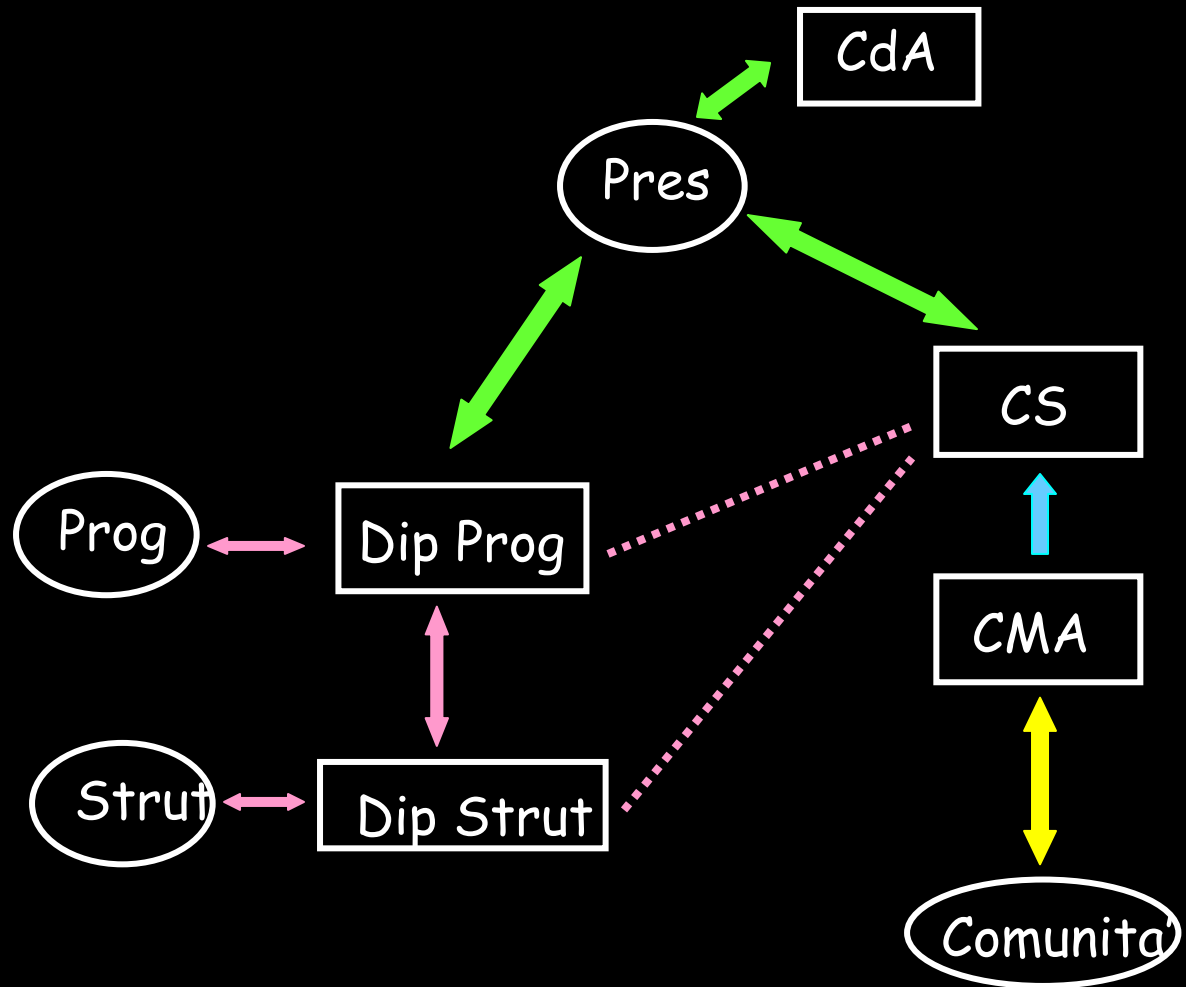 CdA
Pres
CS
Prog
Dip Prog
CMA
Strut
Dip Strut
Comunita'